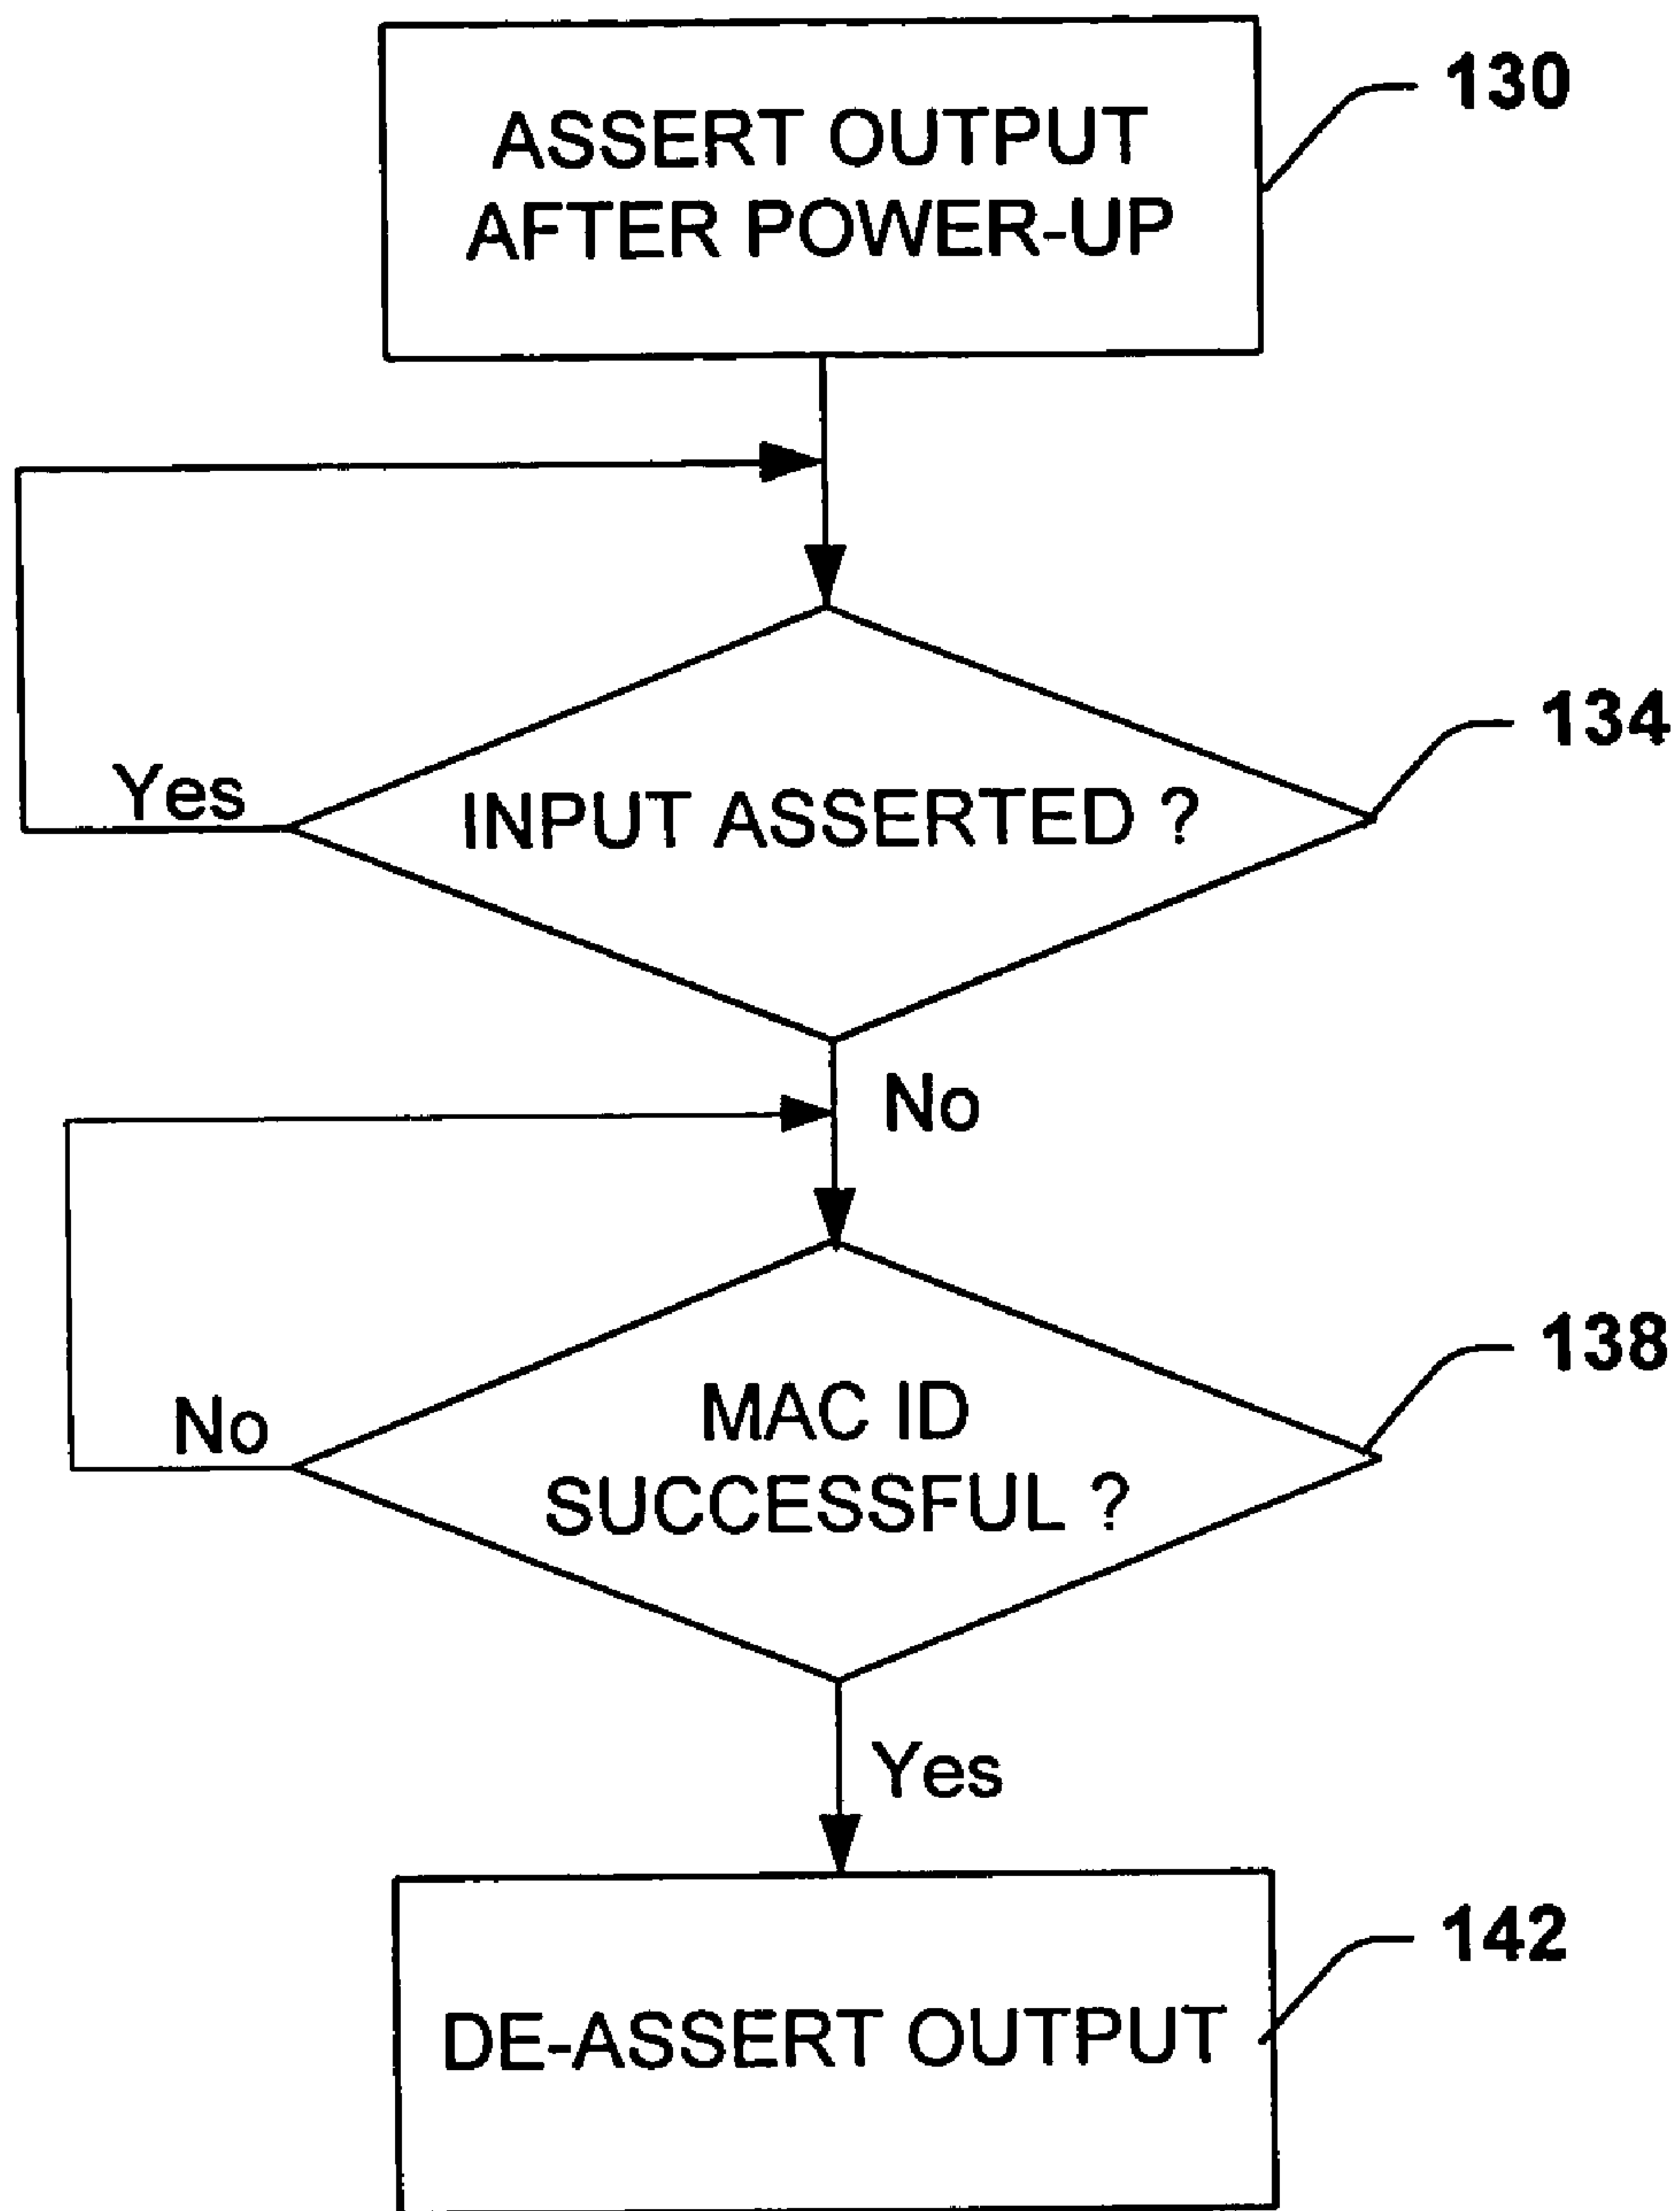 ASSERT OUTPUT
AFTER POWER-UP
130
INPUT ASSERTED ?
134
Yes
No
MAC ID
SUCCESSFUL ?
138
No
Yes
DE-ASSERT OUTPUT
142